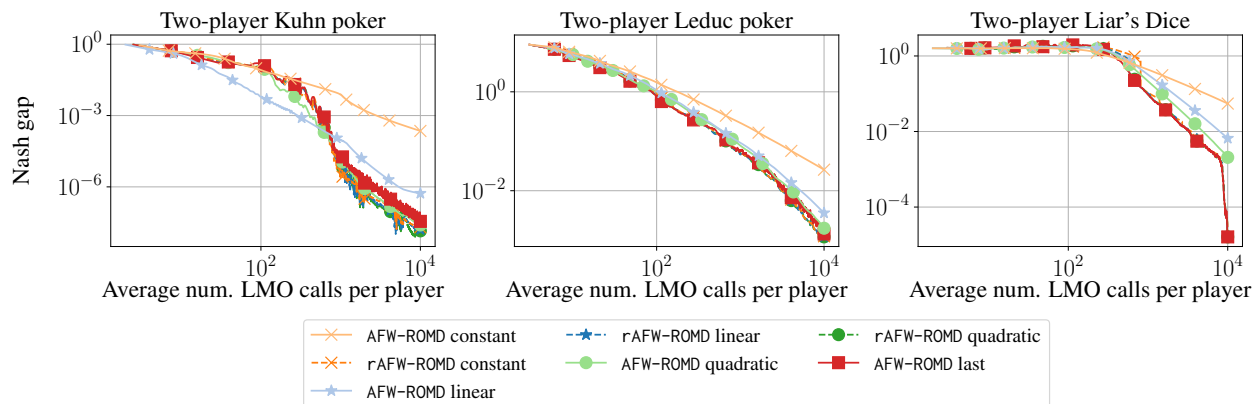 Two-player Kuhn poker
Two-player Leduc poker
Two-player Liar's Dice
Nash gap
10^0
10^-3
10^-6
10^0
10^-2
10^0
10^-2
10^-4
10^2
10^4
10^2
10^4
10^2
10^4
Average num. LMO calls per player
Average num. LMO calls per player
Average num. LMO calls per player
AFW-ROMD constant
rAFW-ROMD constant
AFW-ROMD linear
rAFW-ROMD linear
AFW-ROMD quadratic
rAFW-ROMD quadratic
AFW-ROMD last